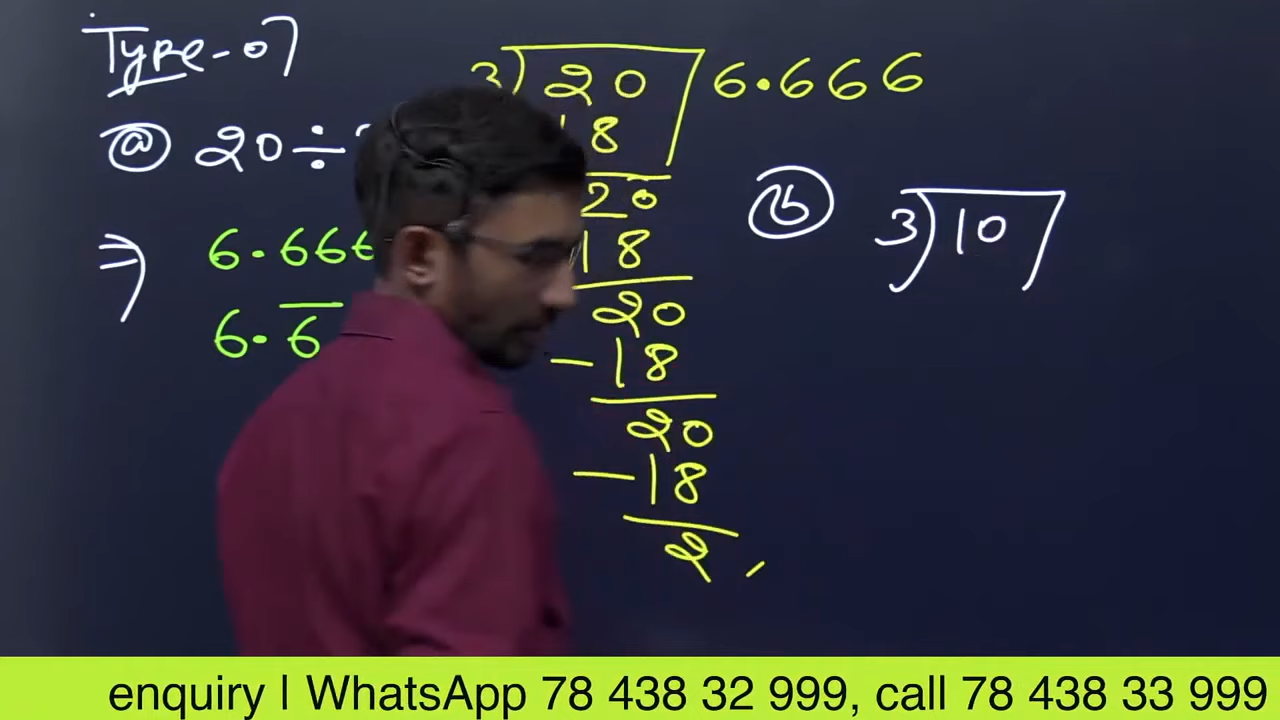 Type-07
ⓐ 20÷
⇒ 6.666
6.6̅
3) 20 6.666
18
20
18
20
-18
20
-18
2
ⓑ 3) 10
enquiry I WhatsApp 78 438 32 999, call 78 438 33 999